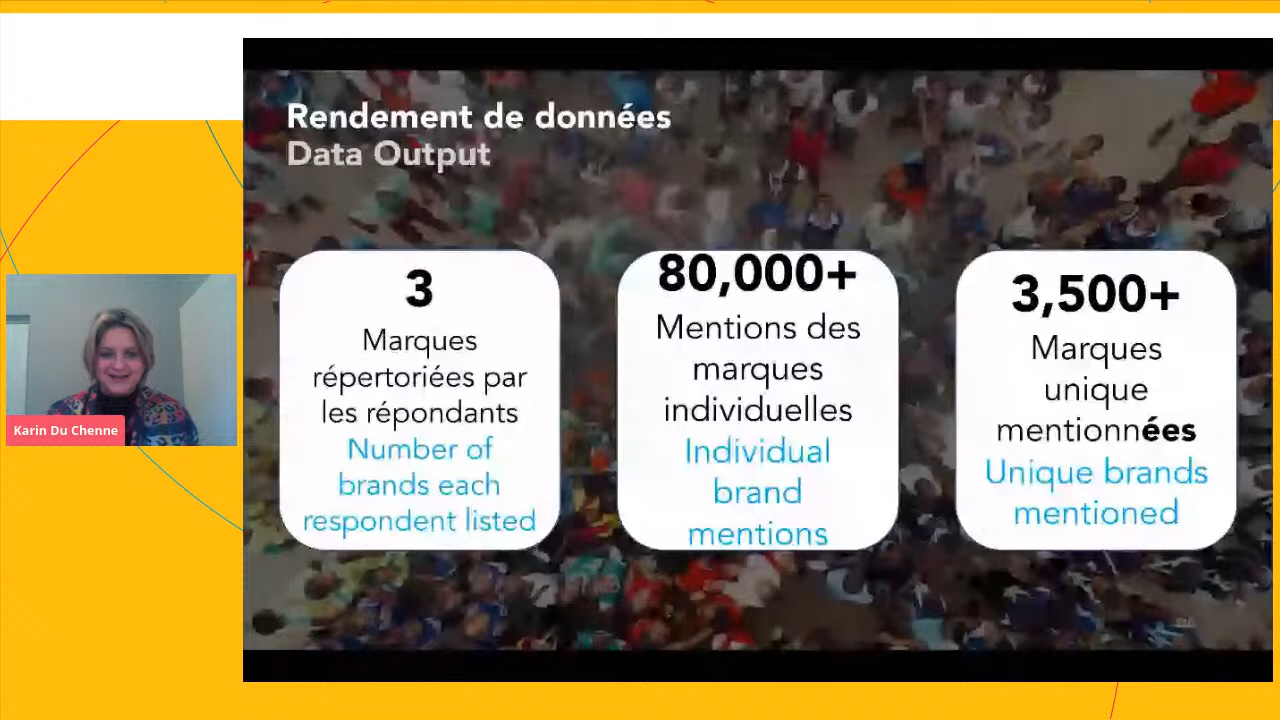 Rendement de données
Data Output
3
Marques
répertoriées par
les répondants
Number of
brands each
respondent listed
80,000+
Mentions des
marques
individuelles
Individual
brand
mentions
3,500+
Marques
unique
mentionnées
Unique brands
mentioned
Karin Du Chenne